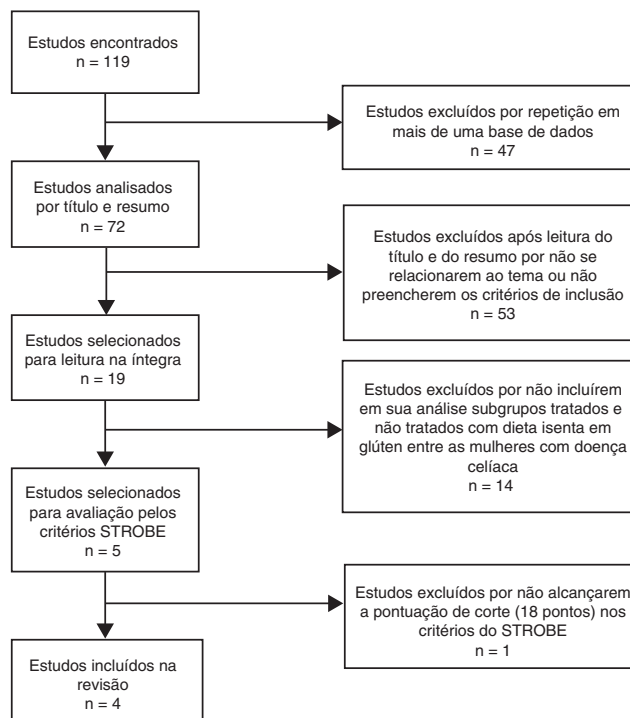 Estudos encontrados
n = 119
Estudos excluídos por repetição em
mais de uma base de dados
n = 47
Estudos analisados
por título e resumo
n = 72
Estudos excluídos após leitura do
título e do resumo por não se
relacionarem ao tema ou não
preencherem os critérios de inclusão
n = 53
Estudos selecionados
para leitura na íntegra
n = 19
Estudos excluídos por não incluírem
em sua análise subgrupos tratados e
não tratados com dieta isenta em
glúten entre as mulheres com doença
celíaca
n = 14
Estudos selecionados
para avaliação pelos
critérios STROBE
n = 5
Estudos excluídos por não alcançarem
a pontuação de corte (18 pontos) nos
critérios do STROBE
n = 1
Estudos incluídos na
revisão
n = 4